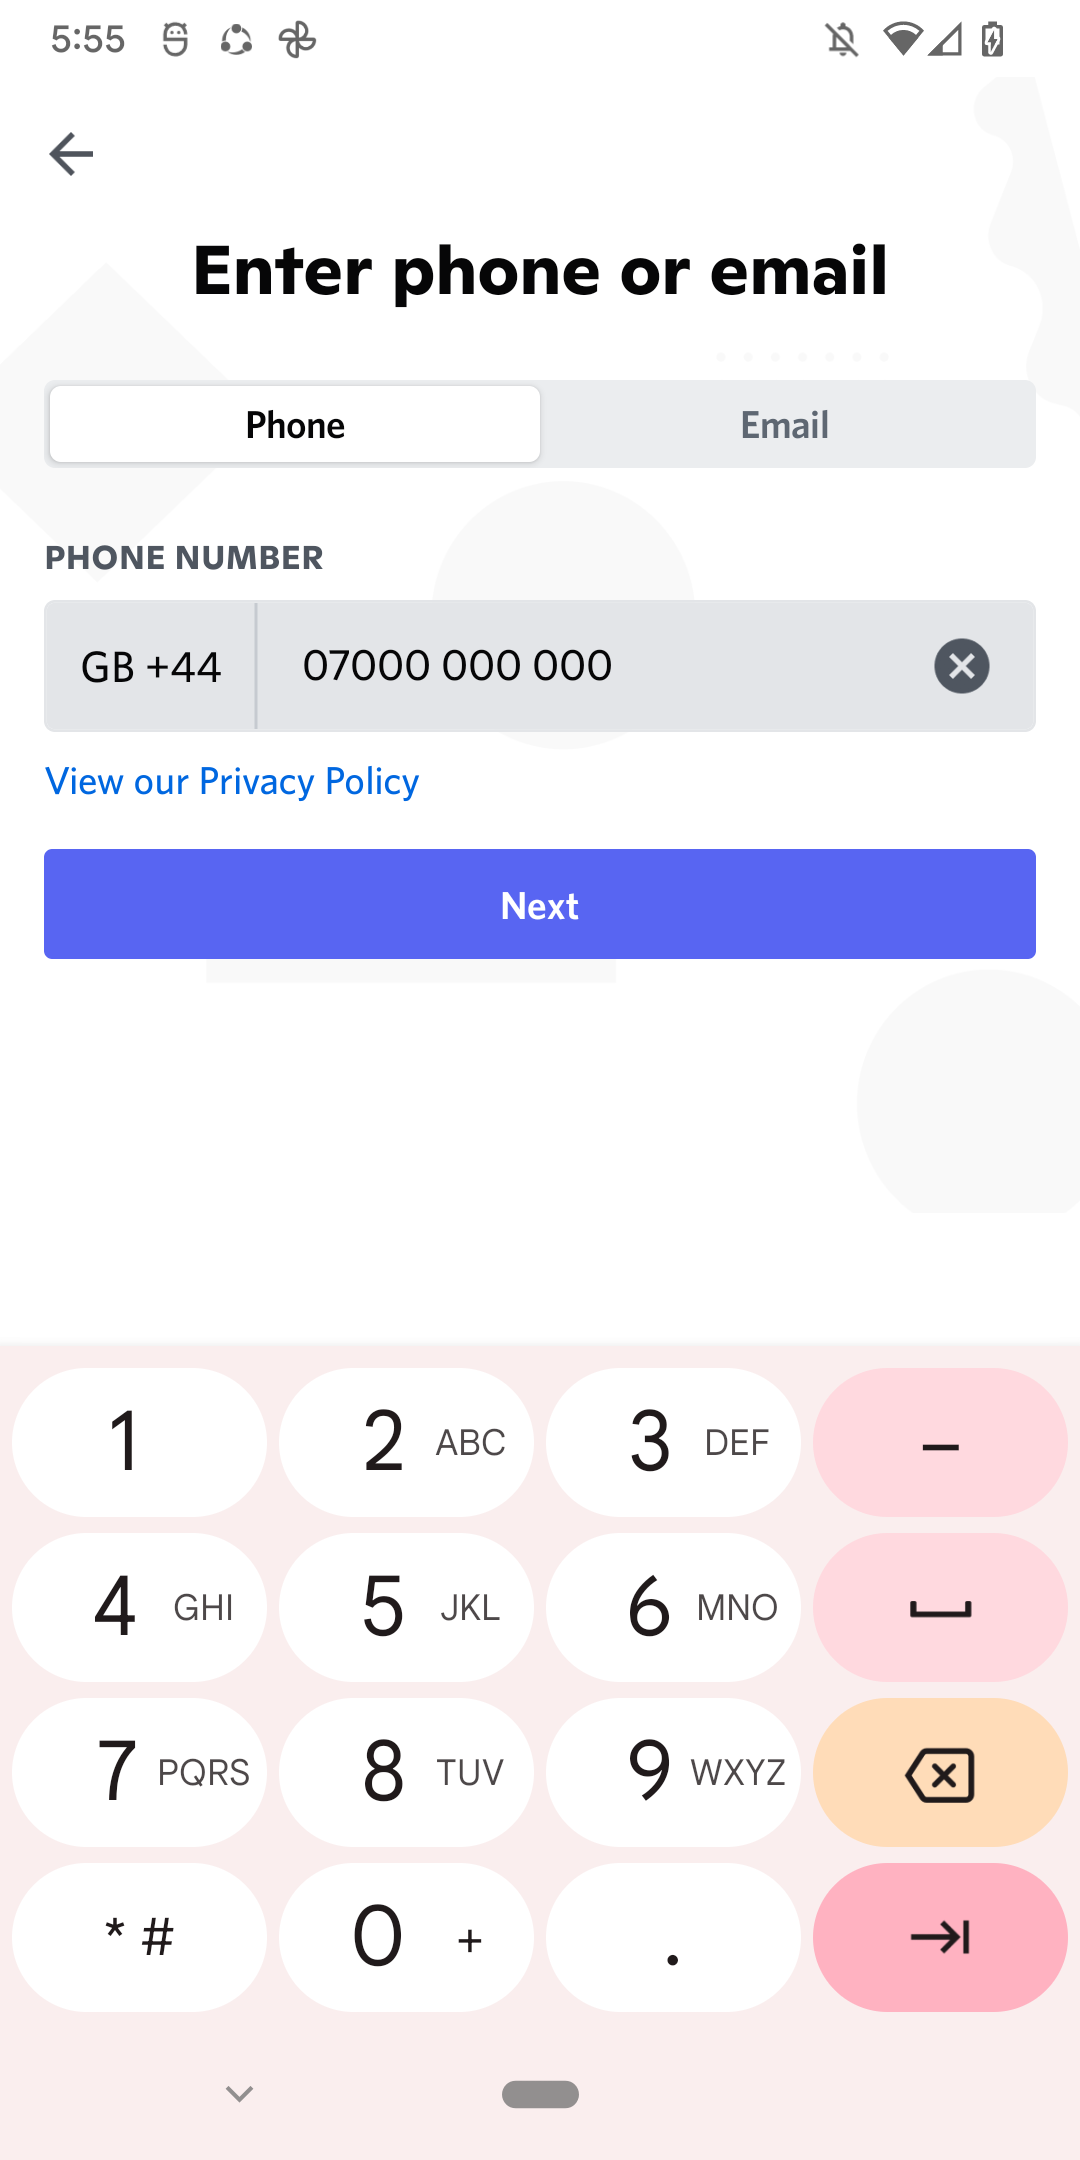 5:55
Enter phone or email
Phone Email
PHONE NUMBER
GB +44 07000 000 000
View our Privacy Policy
Next
1 2 ABC 3 DEF –
4 GHI 5 JKL 6 MNO
7 PQRS 8 TUV 9 WXYZ
* # 0 + .